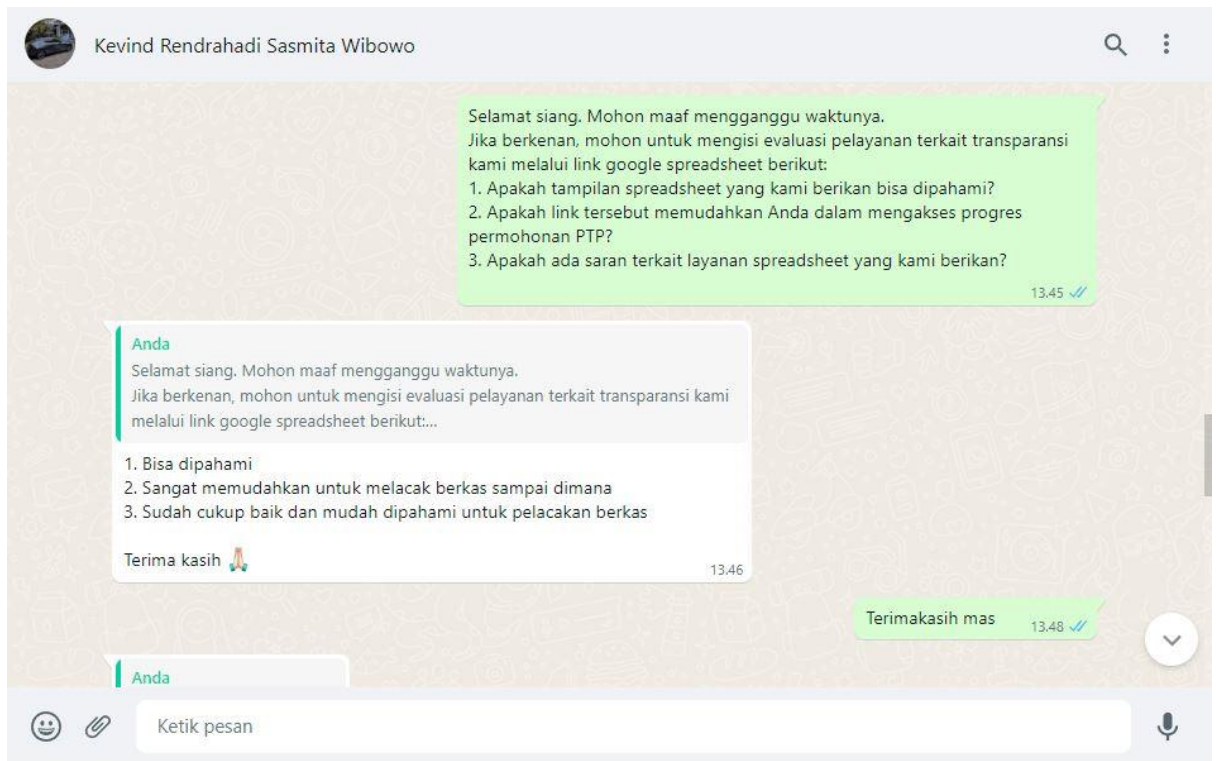 Kevind Rendrahadi Sasmita Wibowo
Selamat siang. Mohon maaf mengganggu waktunya.
Jika berkenan, mohon untuk mengisi evaluasi pelayanan terkait transparansi
kami melalui link google spreadsheet berikut:
1. Apakah tampilan spreadsheet yang kami berikan bisa dipahami?
2. Apakah link tersebut memudahkan Anda dalam mengakses progres
permohonan PTP?
3. Apakah ada saran terkait layanan spreadsheet yang kami berikan?
13.45
Anda
Selamat siang. Mohon maaf mengganggu waktunya.
Jika berkenan, mohon untuk mengisi evaluasi pelayanan terkait transparansi kami
melalui link google spreadsheet berikut:...
1. Bisa dipahami
2. Sangat memudahkan untuk melacak berkas sampai dimana
3. Sudah cukup baik dan mudah dipahami untuk pelacakan berkas
Terima kasih 🙏🏻
13.46
Terimakasih mas 13.48
Anda
Ketik pesan